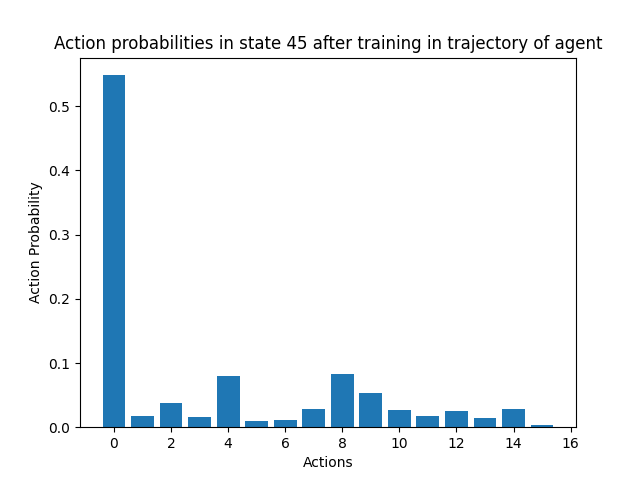 Action probabilities in state 45 after training in trajectory of agent
0.5
0.4
0.3
0.2
0.1
0.0
Action Probability
0 2 4 6 8 10 12 14 16
Actions